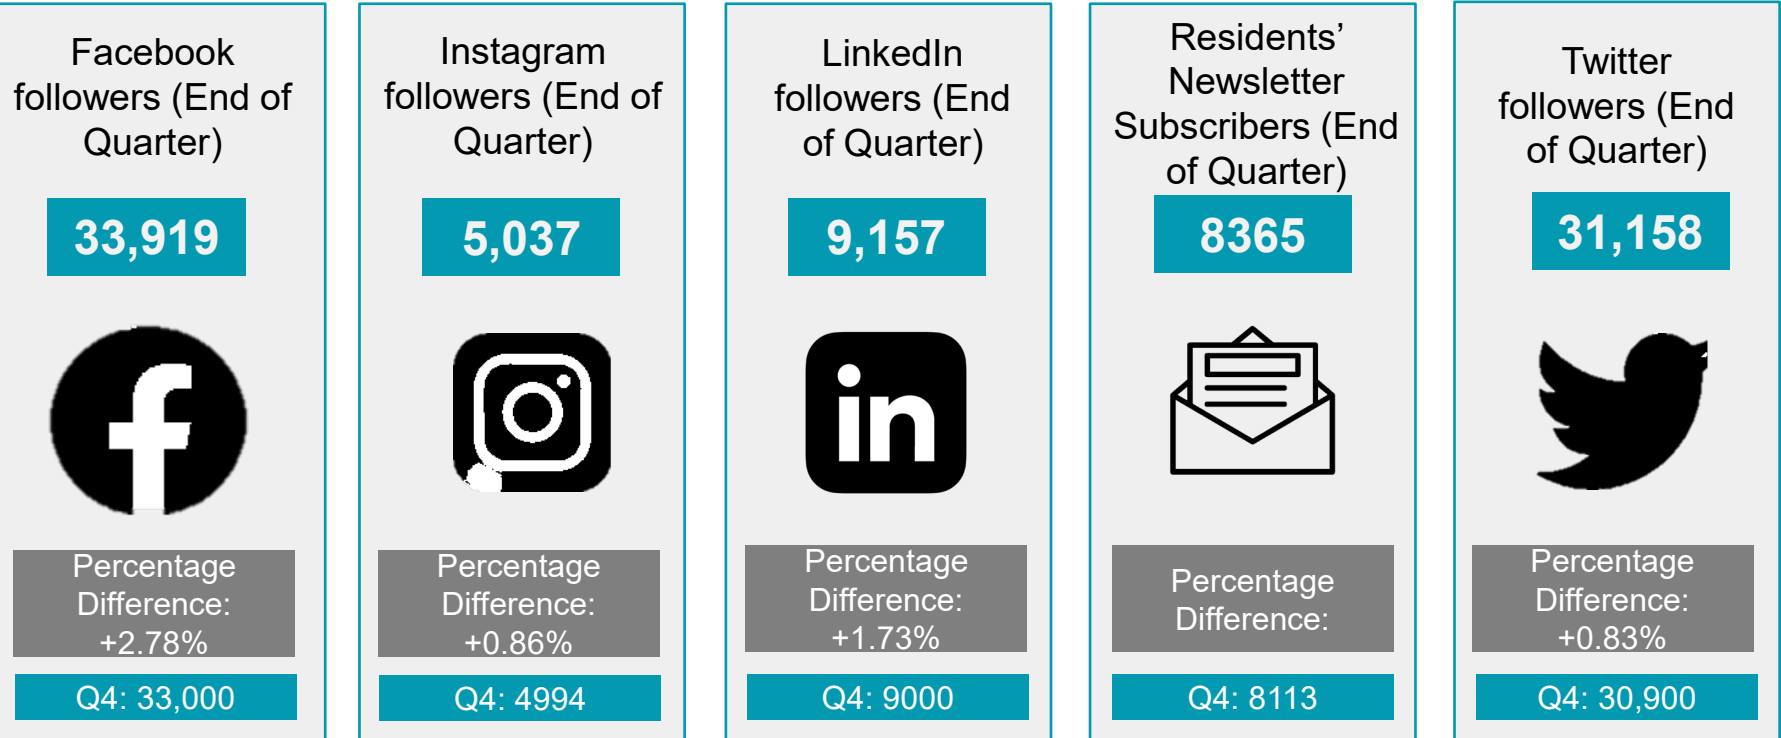 Facebook
followers (End of
Quarter)
33,919
Percentage
Difference:
+2.78%
Q4: 33,000
Instagram
followers (End of
Quarter)
5,037
Percentage
Difference:
+0.86%
Q4: 4994
LinkedIn
followers (End
of Quarter)
9,157
in
Percentage
Difference:
+1.73%
Q4: 9000
Residents’
Newsletter
Subscribers (End
of Quarter)
8365
Percentage
Difference:
Q4: 8113
Twitter
followers (End
of Quarter)
31,158
Percentage
Difference:
+0.83%
Q4: 30,900